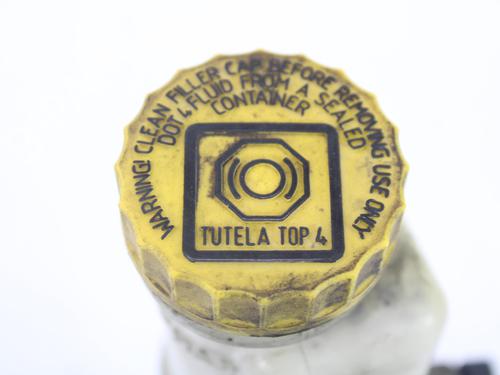 WARNING! CLEAN FILLER CAP BEFORE REMOVING USE ONLY
DOT 4 FLUID FROM A SEALED
CONTAINER
TUTELA TOP 4